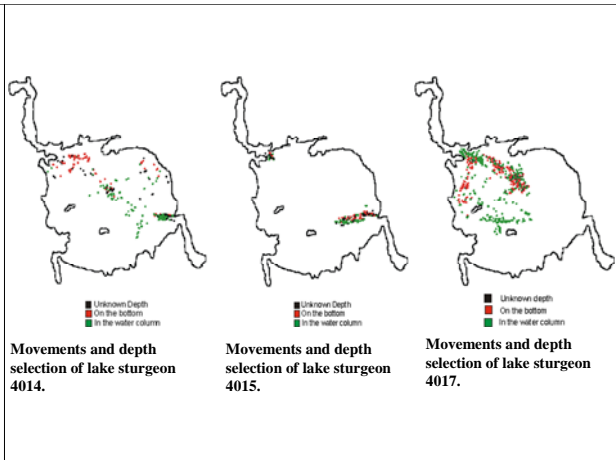 Unknown Depth
On the bottom
In the water column
Movements and depth
selection of lake sturgeon
4014.
Unknown Depth
On the bottom
In the water column
Movements and depth
selection of lake sturgeon
4015.
Unknown depth
On the bottom
In the water column
Movements and depth
selection of lake sturgeon
4017.